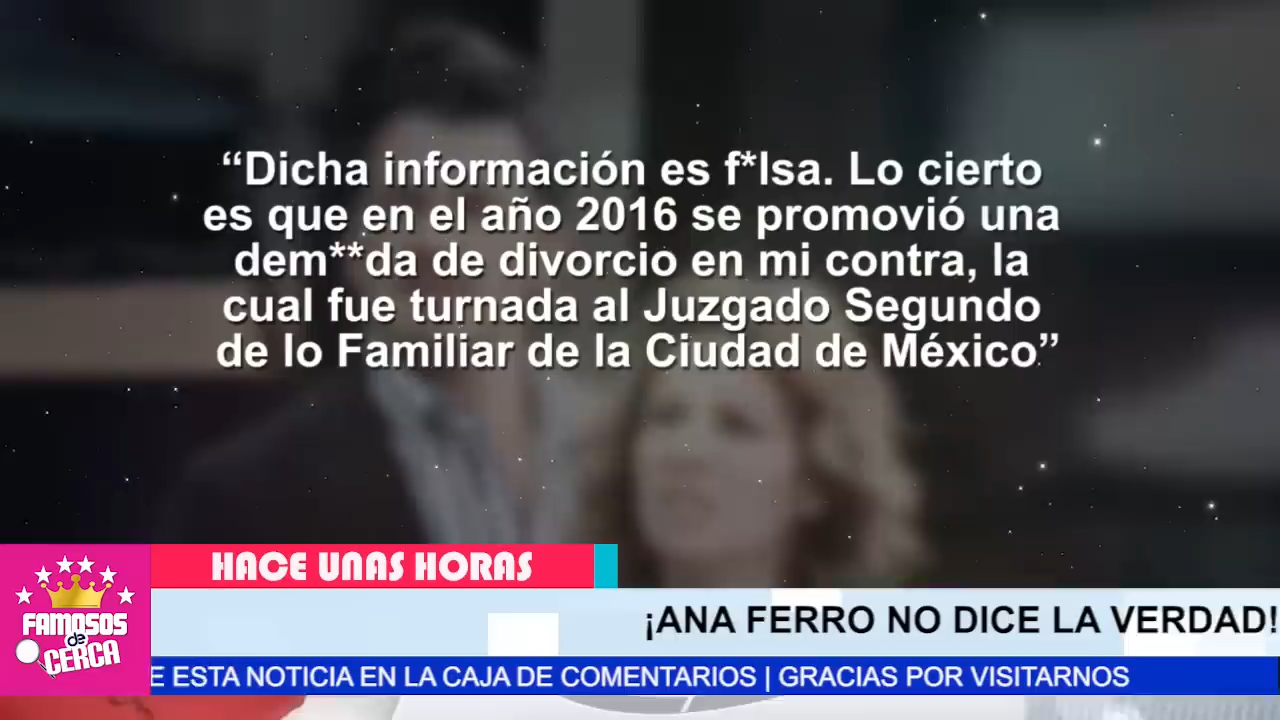 “Dicha información es f*lsa. Lo cierto
es que en el año 2016 se promovió una
dem**da de divorcio en mi contra, la
cual fue turnada al Juzgado Segundo
de lo Familiar de la Ciudad de México”
HACE UNAS HORAS
FAMOSOS
de
CERCA
¡ANA FERRO NO DICE LA VERDAD!
E ESTA NOTICIA EN LA CAJA DE COMENTARIOS | GRACIAS POR VISITARNOS